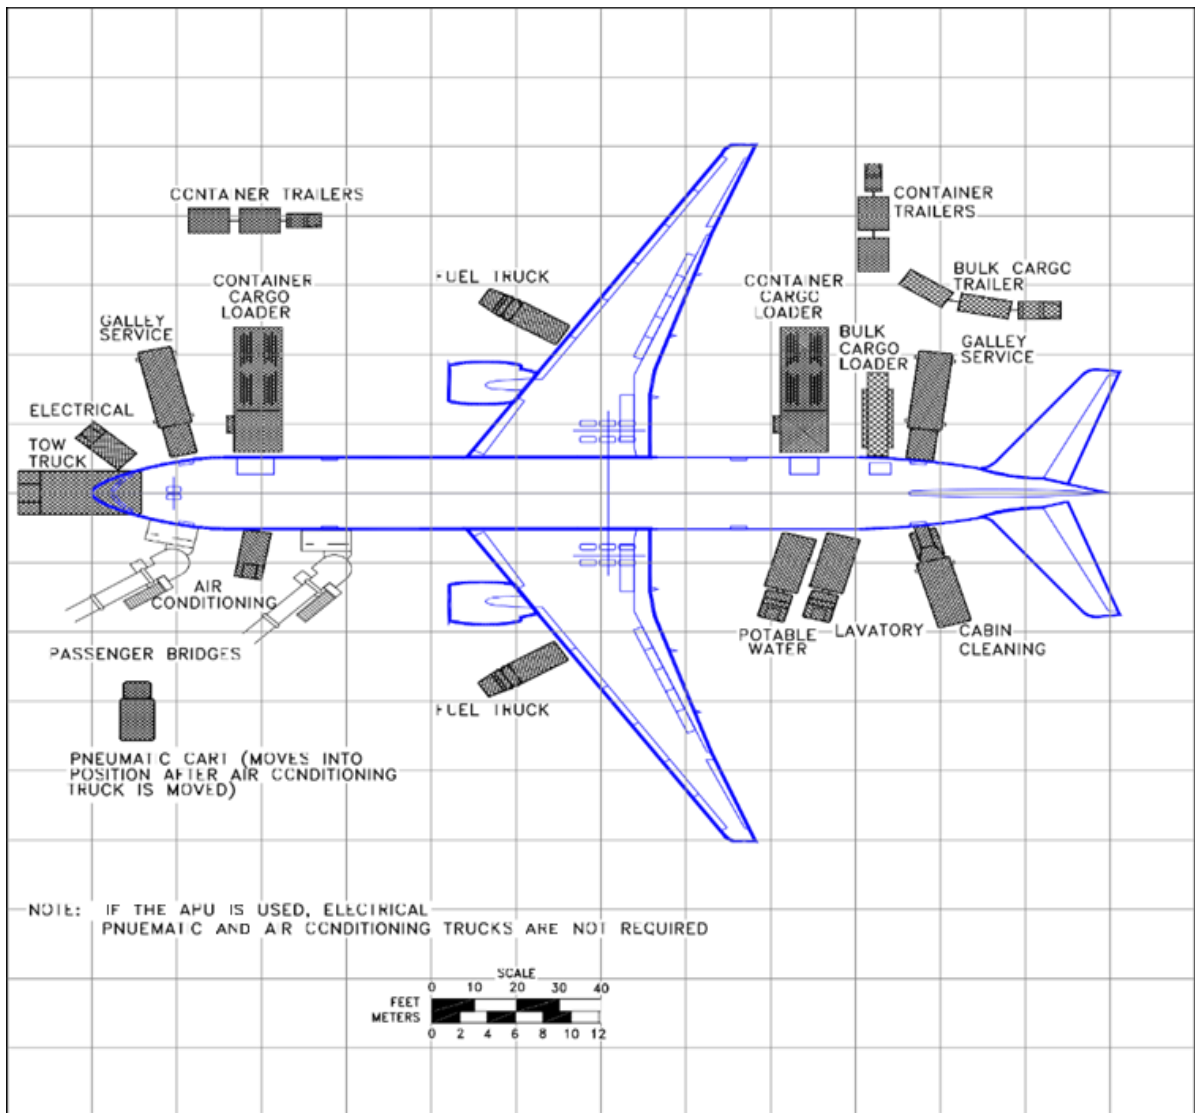 CONTAINER TRAILERS
CONTAINER
TRAILERS
FUEL TRUCK
BULK CARGO
TRAILER
CONTAINER
CARGO
LOADER
CONTAINER
CARGO
LOADER
GALLEY
SERVICE
BULK
CARGO
LOADER
GALLEY
SERVICE
ELECTRICAL
TOW
TRUCK
AIR
CONDITIONING
PASSENGER BRIDGES
POTABLE
WATER
LAVATORY
CABIN
CLEANING
FUEL TRUCK
PNEUMATIC CART (MOVES INTO
POSITION AFTER AIR CONDITIONING
TRUCK IS MOVED)
NOTE: IF THE APU IS USED, ELECTRICAL
PNUEMATIC AND AIR CONDITIONING TRUCKS ARE NOT REQUIRED
SCALE
0 10 20 30 40
FEET
METERS
0 2 4 6 8 10 12